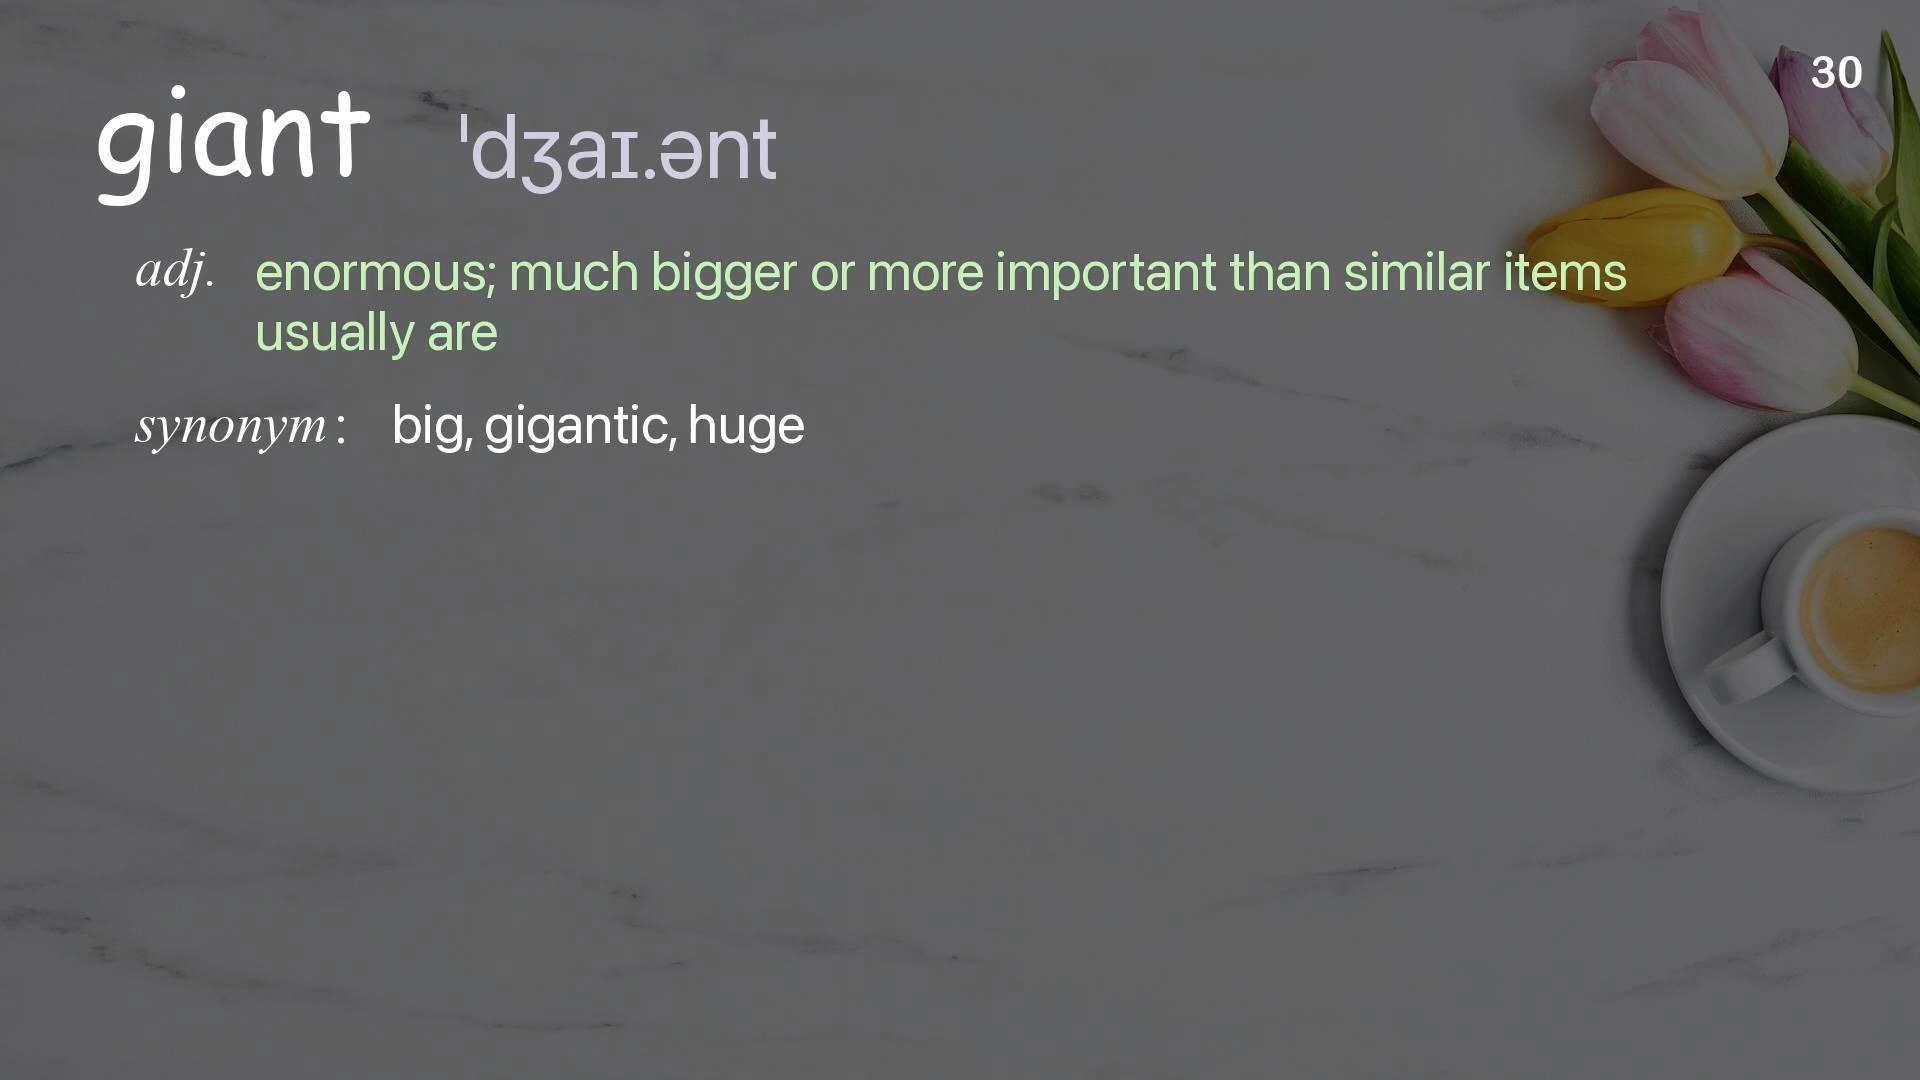 30
giant ˈdʒaɪ.ənt
adj. enormous; much bigger or more important than similar items
usually are
synonym: big, gigantic, huge